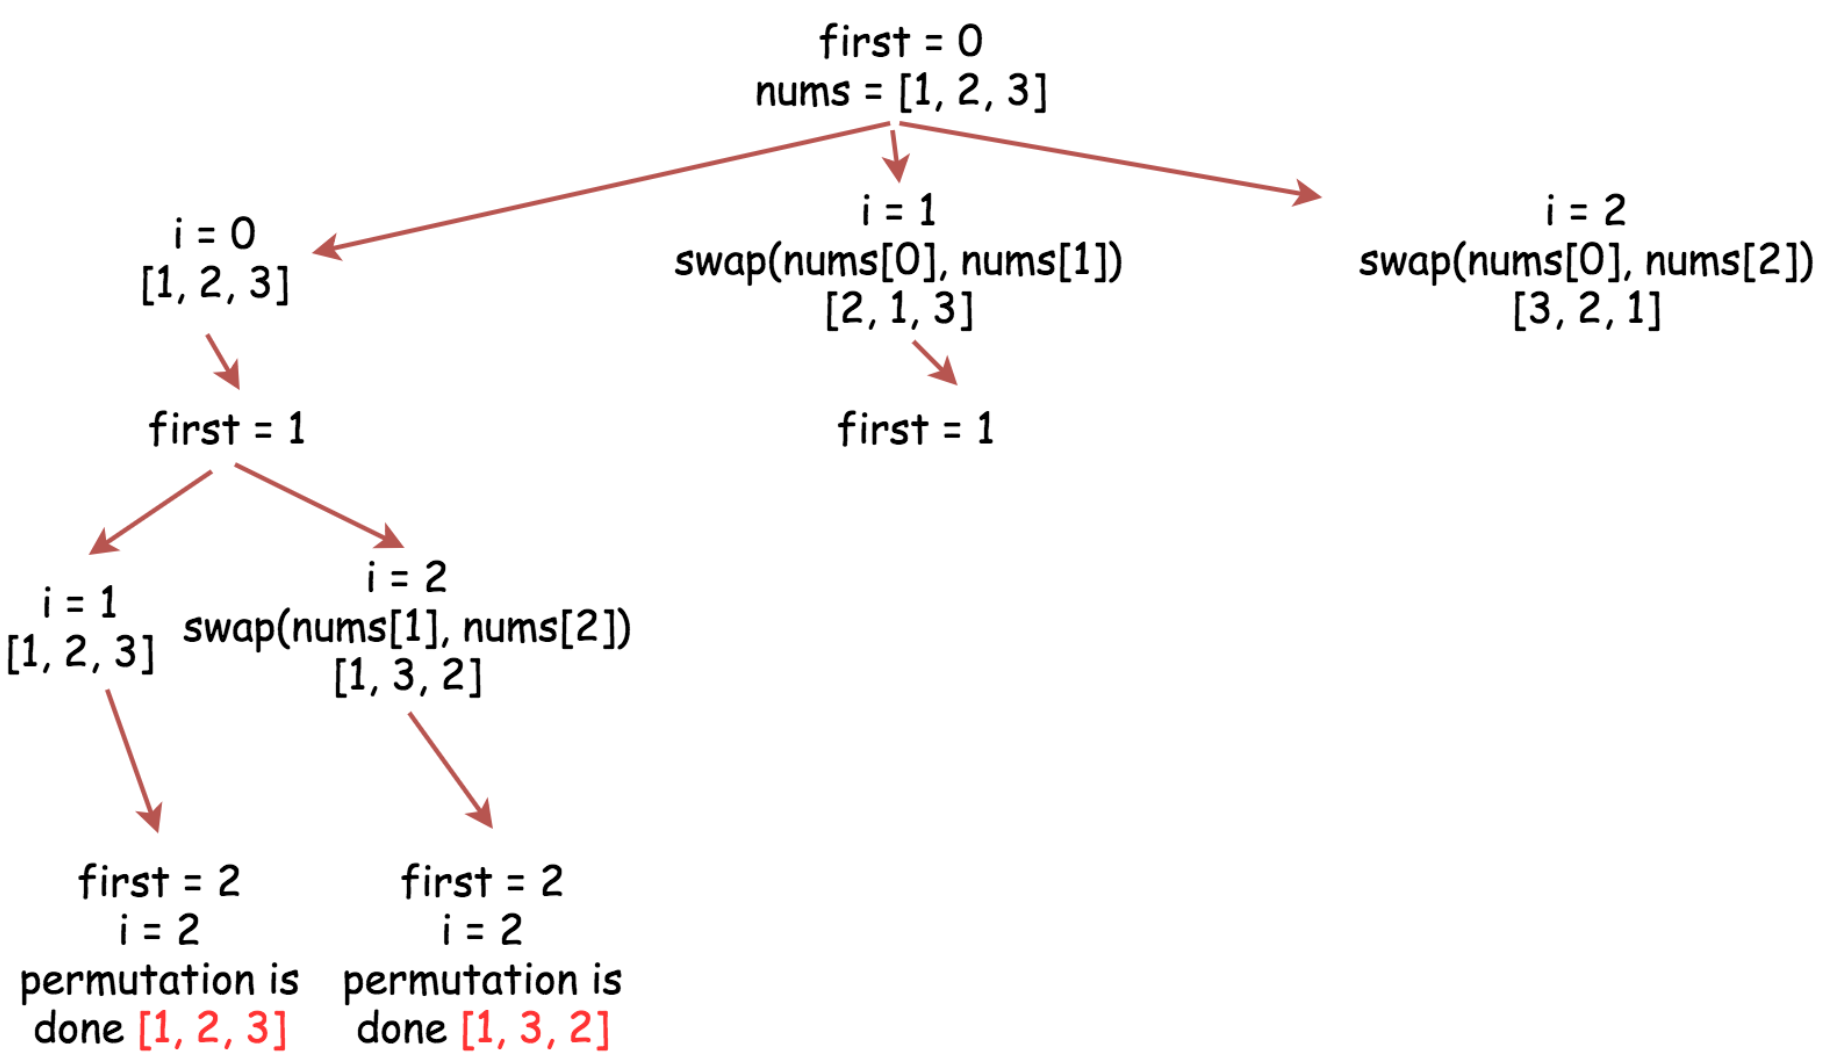 first = 0
nums = [1, 2, 3]
i = 0
[1, 2, 3]
i = 1
swap(nums[0], nums[1])
[2, 1, 3]
i = 2
swap(nums[0], nums[2])
[3, 2, 1]
first = 1
first = 1
i = 1
[1, 2, 3]
i = 2
swap(nums[1], nums[2])
[1, 3, 2]
first = 2
i = 2
permutation is
done [1, 2, 3]
first = 2
i = 2
permutation is
done [1, 3, 2]